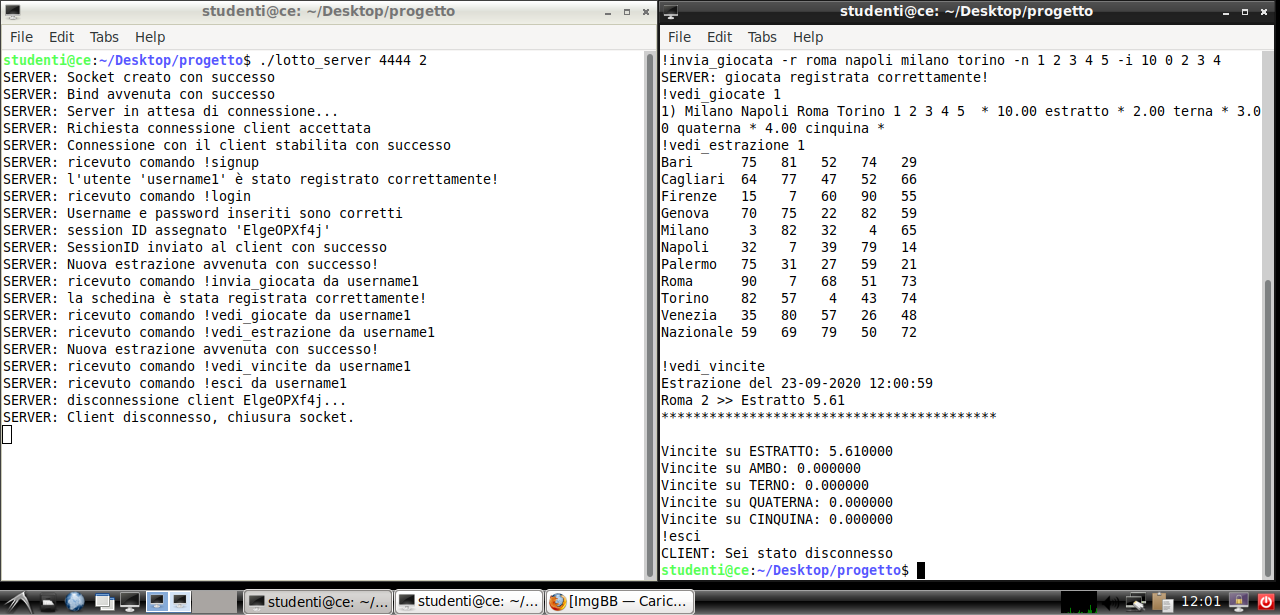 studenti@ce: ~/Desktop/progetto
File Edit Tabs Help
studenti@ce:~/Desktop/progetto$ ./lotto_server 4444 2
SERVER: Socket creato con successo
SERVER: Bind avvenuta con successo
SERVER: Server in attesa di connessione...
SERVER: Richiesta connessione client accettata
SERVER: Connessione con il client stabilita con successo
SERVER: ricevuto comando !signup
SERVER: l'utente 'username1' è stato registrato correttamente!
SERVER: ricevuto comando !login
SERVER: Username e password inseriti sono corretti
SERVER: session ID assegnato 'ElgeOPXf4j'
SERVER: SessionID inviato al client con successo
SERVER: Nuova estrazione avvenuta con successo!
SERVER: ricevuto comando !invia_giocata da username1
SERVER: la schedina è stata registrata correttamente!
SERVER: ricevuto comando !vedi_giocate da username1
SERVER: ricevuto comando !vedi_estrazione da username1
SERVER: Nuova estrazione avvenuta con successo!
SERVER: ricevuto comando !vedi_vincite da username1
SERVER: ricevuto comando !esci da username1
SERVER: disconnessione client ElgeOPXf4j...
SERVER: Client disconnesso, chiusura socket.
studenti@ce: ~/Desktop/progetto
File Edit Tabs Help
!invia_giocata -r roma napoli milano torino -n 1 2 3 4 5 -i 10 0 2 3 4
SERVER: giocata registrata correttamente!
!vedi_giocate 1
1) Milano Napoli Roma Torino 1 2 3 4 5  * 10.00 estratto * 2.00 terna * 3.0
0 quaterna * 4.00 cinquina *
!vedi_estrazione 1
Bari 75 81 52 74 29
Cagliari 64 77 47 52 66
Firenze 15 7 60 90 55
Genova 70 75 22 82 59
Milano 3 82 32 4 65
Napoli 32 7 39 79 14
Palermo 75 31 27 59 21
Roma 90 7 68 51 73
Torino 82 57 4 43 74
Venezia 35 80 57 26 48
Nazionale 59 69 79 50 72
!vedi_vincite
Estrazione del 23-09-2020 12:00:59
Roma 2 >> Estratto 5.61
******************************************
Vincite su ESTRATTO: 5.610000
Vincite su AMBO: 0.000000
Vincite su TERNO: 0.000000
Vincite su QUATERNA: 0.000000
Vincite su CINQUINA: 0.000000
!esci
CLIENT: Sei stato disconnesso
studenti@ce:~/Desktop/progetto$
studenti@ce: ~/... studenti@ce: ~/... [ImgBB — Caric... 12:01